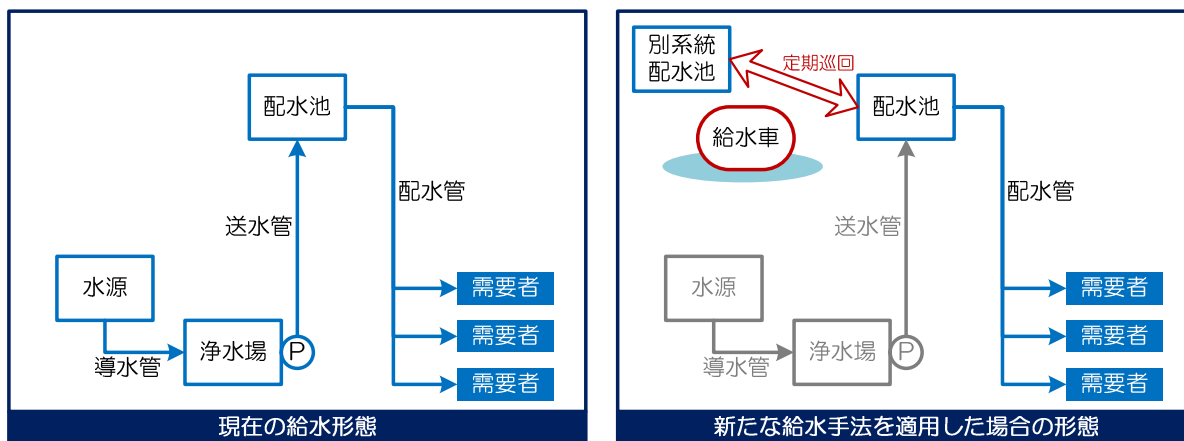 配水池
配水管
送水管
水源
需要者
浄水場
P
需要者
導水管
需要者
現在の給水形態
別系統
配水池
定期巡回
配水池
給水車
配水管
送水管
水源
需要者
浄水場
P
需要者
導水管
需要者
新たな給水手法を適用した場合の形態